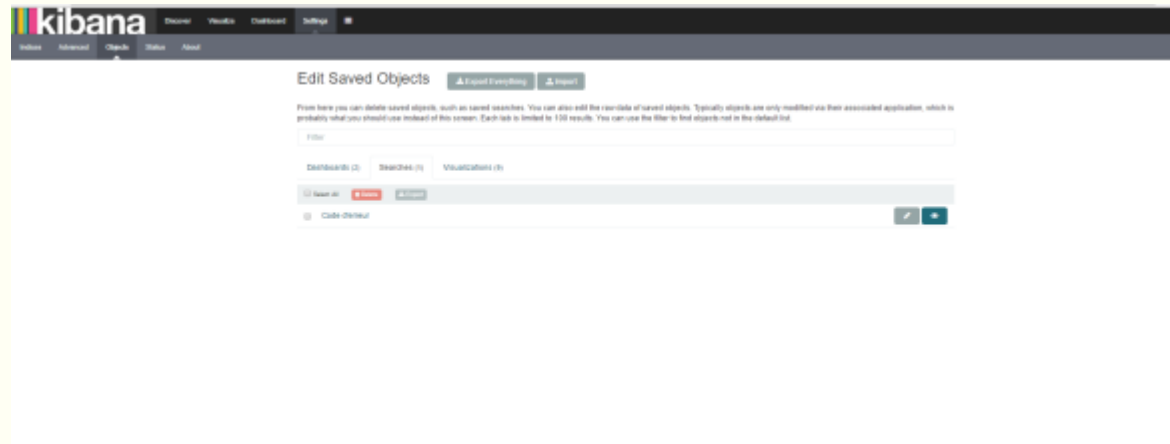 kibana Discover Visualize Dashboard Settings
Indices Advanced Objects Status About
Edit Saved Objects Export Everything Import
From here you can delete saved objects, such as saved searches. You can also edit the raw data of saved objects. Typically objects are only modified via their associated application, which is
probably what you should use instead of this screen. Each tab is limited to 100 results. You can use the filter to find objects not in the default list.
Filter
Dashboards Searches Visualizations
Select All Delete Export
Code